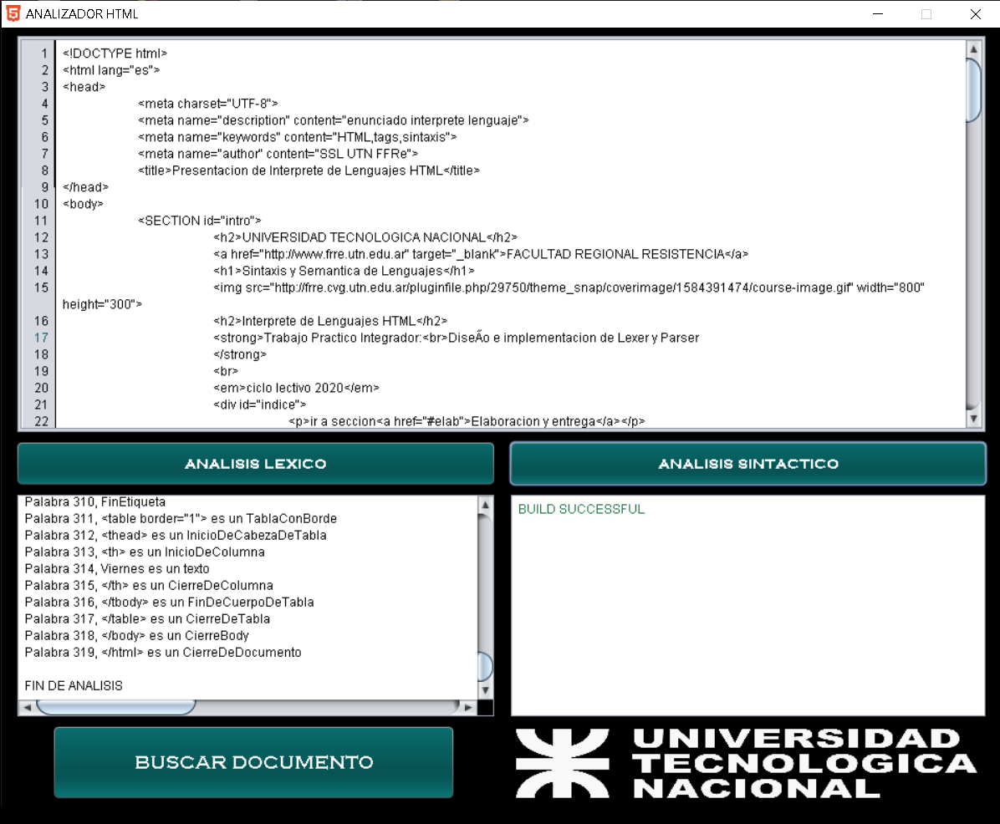 ANALIZADOR HTML
1 <!DOCTYPE html>
2 <html lang="es">
3 <head>
4 <meta charset="UTF-8">
5 <meta name="description" content="enunciado interprete lenguaje">
6 <meta name="keywords" content="HTML,tags,sintaxis">
7 <meta name="author" content="SSL UTN FFRe">
8 <title>Presentacion de Interprete de Lenguajes HTML</title>
9 </head>
10 <body>
11 <SECTION id="intro">
12 <h2>UNIVERSIDAD TECNOLOGICA NACIONAL</h2>
13 <a href="http://www.frre.utn.edu.ar" target="_blank">FACULTAD REGIONAL RESISTENCIA</a>
14 <h1>Sintaxis y Semantica de Lenguajes</h1>
15 <img src="http://frre.cvg.utn.edu.ar/pluginfile.php/29750/theme_snap/coverimage/1584391474/course-image.gif" width="800"
height="300">
16 <h2>Interprete de Lenguajes HTML</h2>
17 <strong>Trabajo Practico Integrador:<br>DiseÃo e implementacion de Lexer y Parser
18 </strong>
19 <br>
20 <em>ciclo lectivo 2020</em>
21 <div id="indice">
22 <p>ir a seccion<a href="#elab">Elaboracion y entrega</a></p>
ANALISIS LEXICO
ANALISIS SINTACTICO
Palabra 310, FinEtiqueta
Palabra 311, <table border="1"> es un TablaConBorde
Palabra 312, <thead> es un InicioDeCabezaDeTabla
Palabra 313, <th> es un InicioDeColumna
Palabra 314, Viernes es un texto
Palabra 315, </th> es un CierreDeColumna
Palabra 316, </tbody> es un FinDeCuerpoDeTabla
Palabra 317, </table> es un CierreDeTabla
Palabra 318, </body> es un CierreBody
Palabra 319, </html> es un CierreDeDocumento
FIN DE ANALISIS
BUILD SUCCESSFUL
BUSCAR DOCUMENTO
UNIVERSIDAD
TECNOLOGICA
NACIONAL